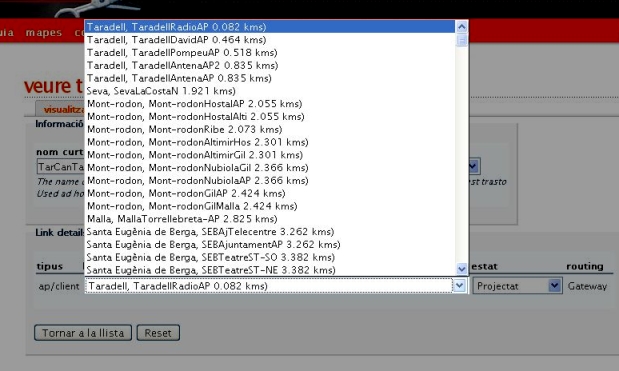 mapes
Taradell, TaradellRadioAP 0.082 kms)
Taradell, TaradellDavidAP 0.464 kms)
Taradell, TaradellPompeuAP 0.518 kms)
Taradell, TaradellAntenaAP2 0.835 kms)
Taradell, TaradellAntenaAP 0.835 kms)
Seva, SevaLaCostaN 1.921 kms)
Mont-rodon, Mont-rodonHostalAP 2.055 kms)
Mont-rodon, Mont-rodonHostalAlti 2.055 kms)
Mont-rodon, Mont-rodonRibe 2.073 kms)
Mont-rodon, Mont-rodonAltimirHos 2.301 kms)
Mont-rodon, Mont-rodonAltimirGil 2.301 kms)
Mont-rodon, Mont-rodonNubiolaGil 2.366 kms)
Mont-rodon, Mont-rodonNubiolaAP 2.366 kms)
Mont-rodon, Mont-rodonGilAP 2.424 kms)
Mont-rodon, Mont-rodonGilMalla 2.424 kms)
Malla, MallaTorrellebreta-AP 2.825 kms)
Santa Eugènia de Berga, SEBAjTelecentre 3.262 kms)
Santa Eugènia de Berga, SEBAjuntamentAP 3.262 kms)
Santa Eugènia de Berga, SEBTeatreST-SO 3.382 kms)
Santa Eugènia de Berga, SEBTeatreST-NE 3.382 kms)
veure t
visualitza
Informació
nom curt
TarCanTa
The name o
st trasto
Used ad ho
Link detail
tipus estat routing
ap/client Taradell, TaradellRadioAP 0.082 kms) Projectat Gateway
Tornar a la llista Reset